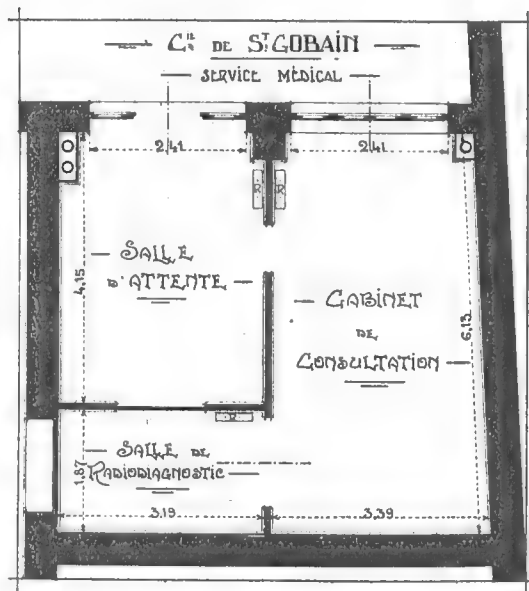 Cie DE ST GOBAIN
SERVICE MÉDICAL
2,41
2,41
R
R
SALLE
D'ATTENTE
4,15
GABINET
DE
CONSULTATION
6,13
R
SALLE DE
RADIODIAGNOSTIC
1,87
3,19
3,39